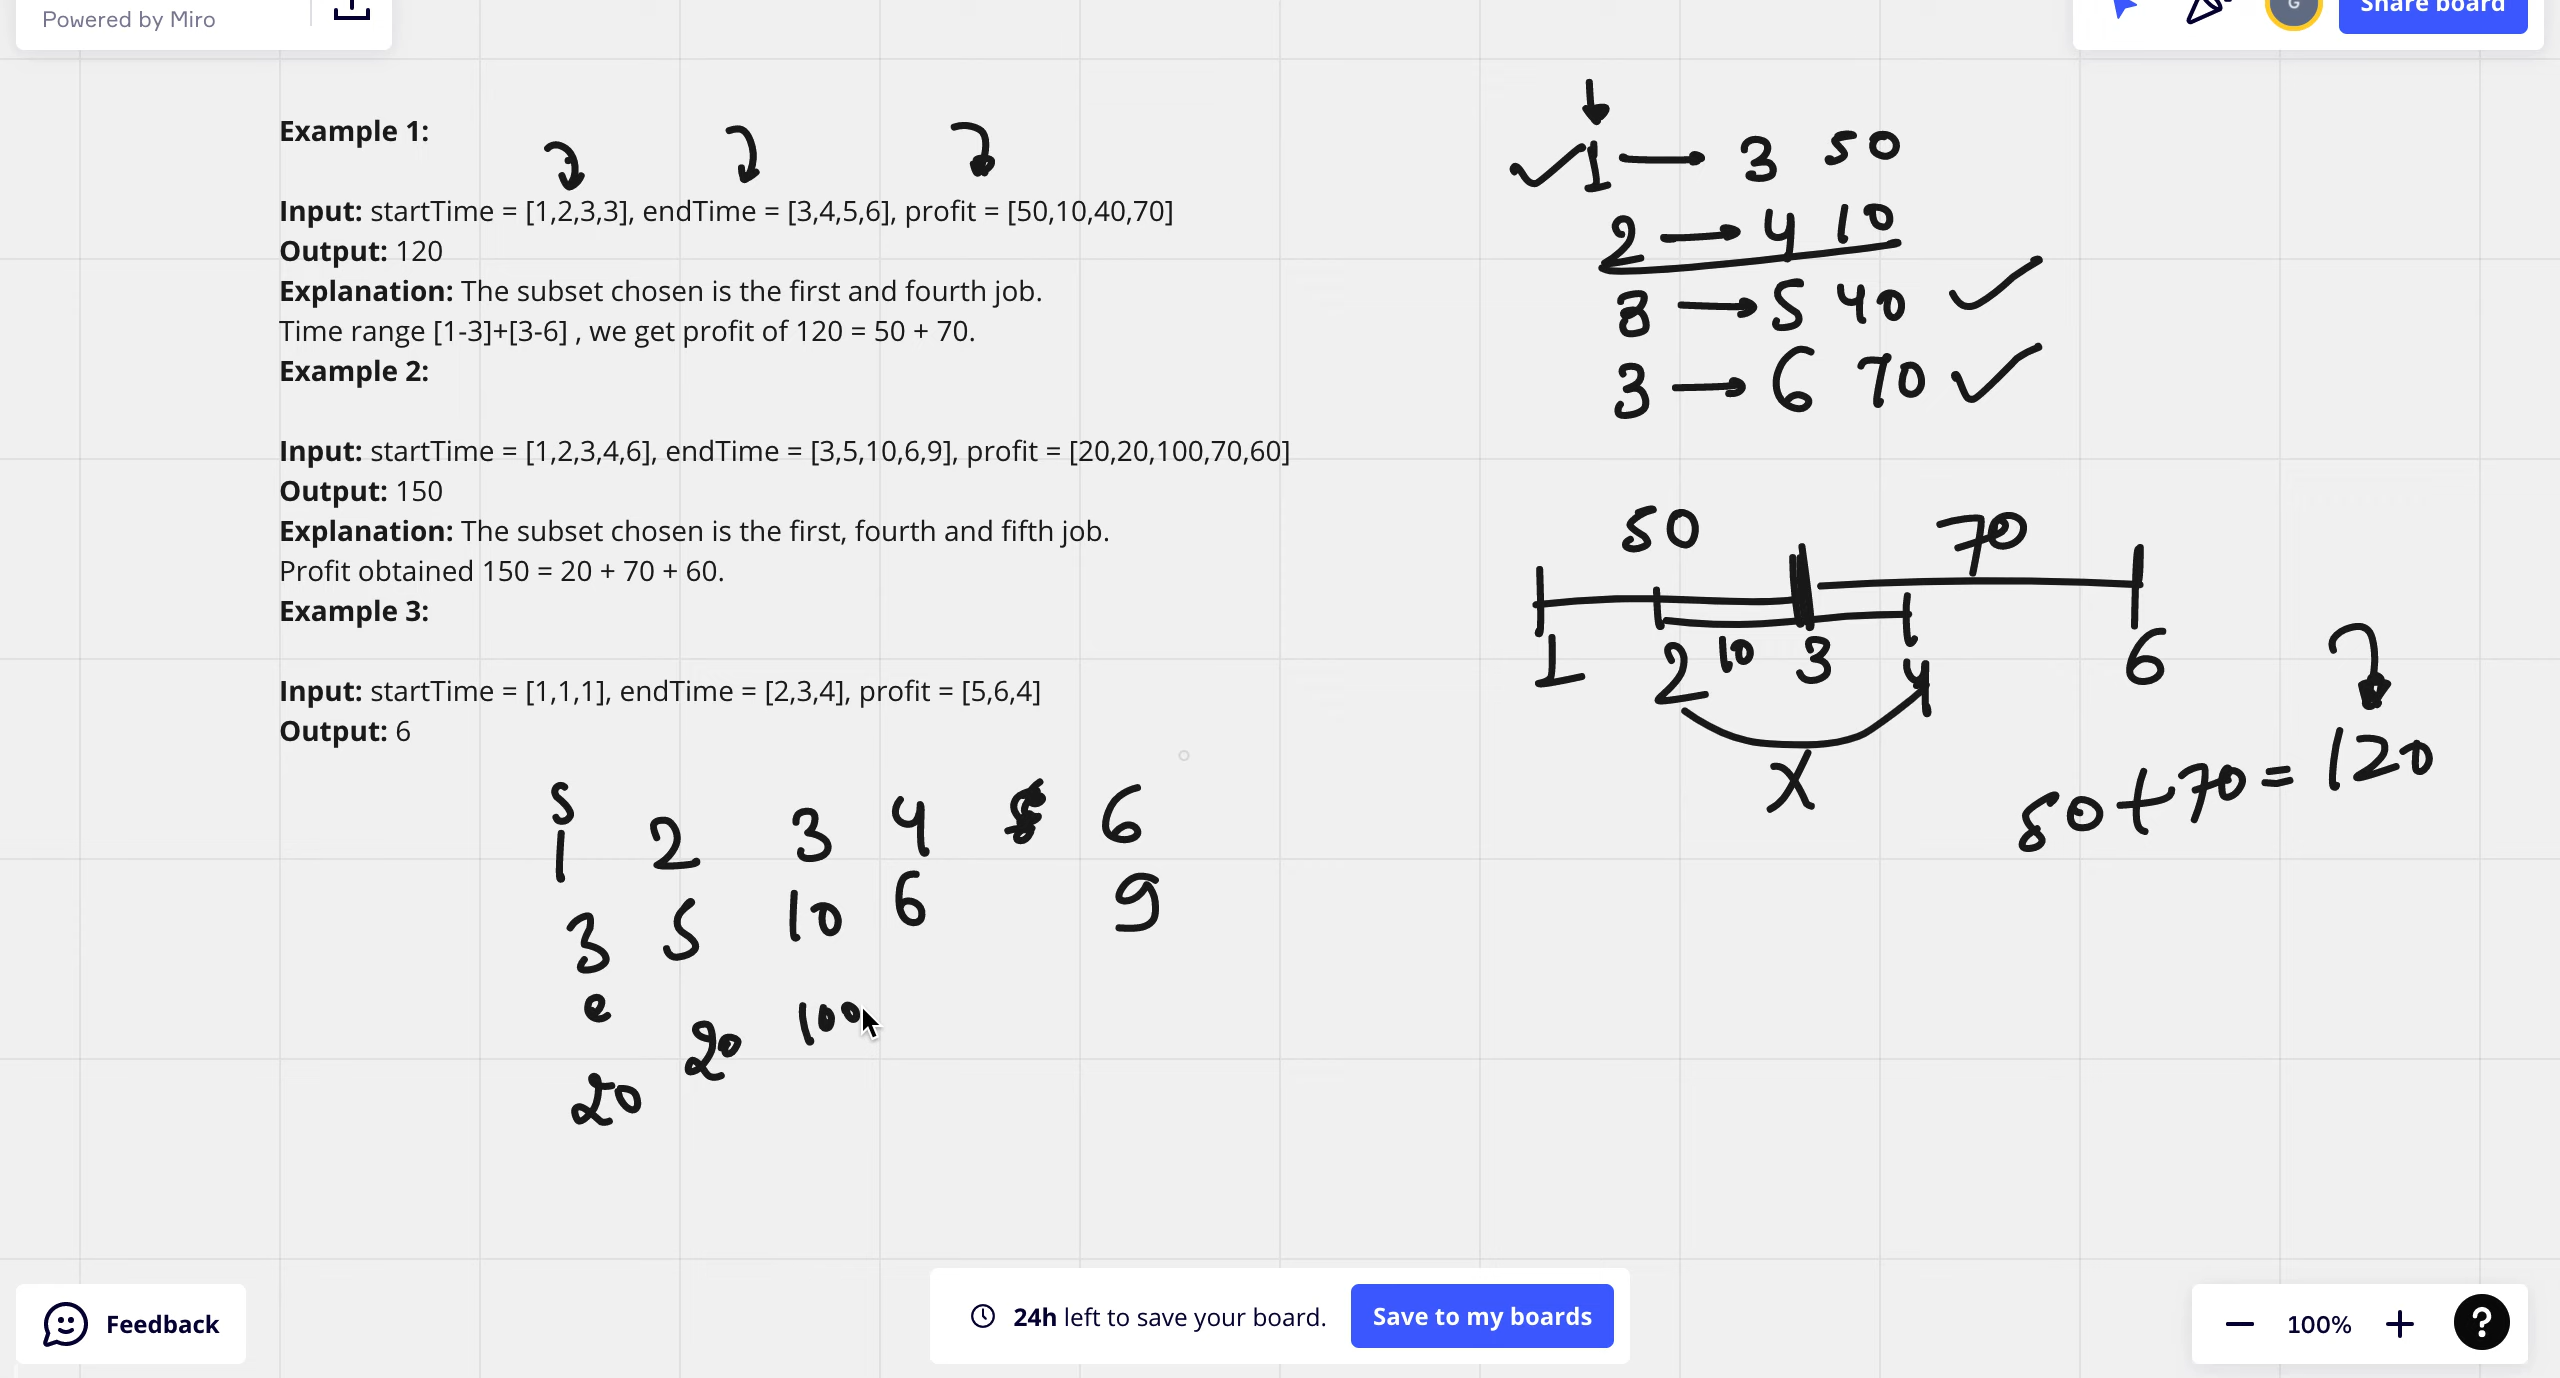 Powered by Miro
Share board
G
Example 1:
Input: startTime = [1,2,3,3], endTime = [3,4,5,6], profit = [50,10,40,70]
Output: 120
Explanation: The subset chosen is the first and fourth job.
Time range [1-3]+[3-6] , we get profit of 120 = 50 + 70.
Example 2:
Input: startTime = [1,2,3,4,6], endTime = [3,5,10,6,9], profit = [20,20,100,70,60]
Output: 150
Explanation: The subset chosen is the first, fourth and fifth job.
Profit obtained 150 = 20 + 70 + 60.
Example 3:
Input: startTime = [1,1,1], endTime = [2,3,4], profit = [5,6,4]
Output: 6
1 → 3 50
2 → 4 10
3 → 5 40
3 → 6 70
50 70
1 2 10 3 4 6
X
50+70=120
S
1 2 3 4 6
3 5 10 6 9
e
20 20 100
Feedback
24h left to save your board.
Save to my boards
100%
?